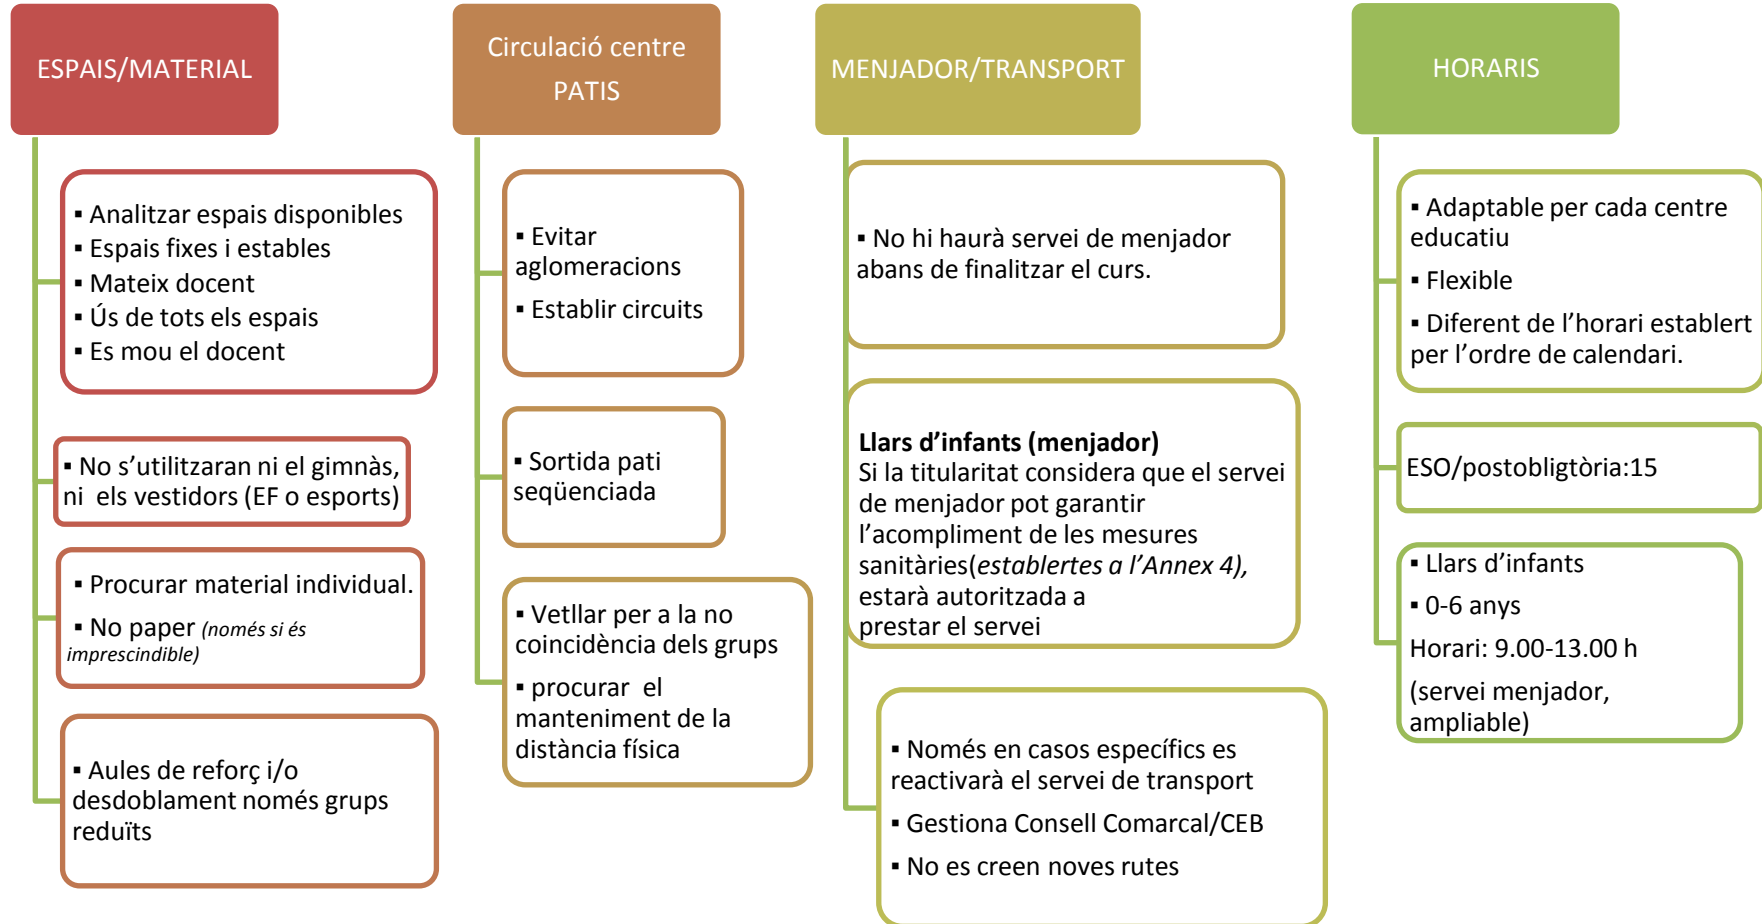 ESPAIS/MATERIAL
▪ Analitzar espais disponibles
▪ Espais fixes i estables
▪ Mateix docent
▪ Ús de tots els espais
▪ Es mou el docent
▪ No s’utilitzaran ni el gimnàs,
ni els vestidors (EF o esports)
▪ Procurar material individual.
▪ No paper (només si és
imprescindible)
▪ Aules de reforç i/o
desdoblament només grups
reduïts
Circulació centre
PATIS
▪ Evitar
aglomeracions
▪ Establir circuits
▪ Sortida pati
seqüenciada
▪ Vetllar per a la no
coincidència dels grups
▪ procurar el
manteniment de la
distància física
MENJADOR/TRANSPORT
▪ No hi haurà servei de menjador
abans de finalitzar el curs.
Llars d’infants (menjador)
Si la titularitat considera que el servei
de menjador pot garantir
l’acompliment de les mesures
sanitàries(establertes a l’Annex 4),
estarà autoritzada a
prestar el servei
▪ Només en casos específics es
reactivarà el servei de transport
▪ Gestiona Consell Comarcal/CEB
▪ No es creen noves rutes
HORARIS
▪ Adaptable per cada centre
educatiu
▪ Flexible
▪ Diferent de l’horari establert
per l’ordre de calendari.
ESO/postobligtòria:15
▪ Llars d’infants
▪ 0-6 anys
Horari: 9.00-13.00 h
(servei menjador,
ampliable)